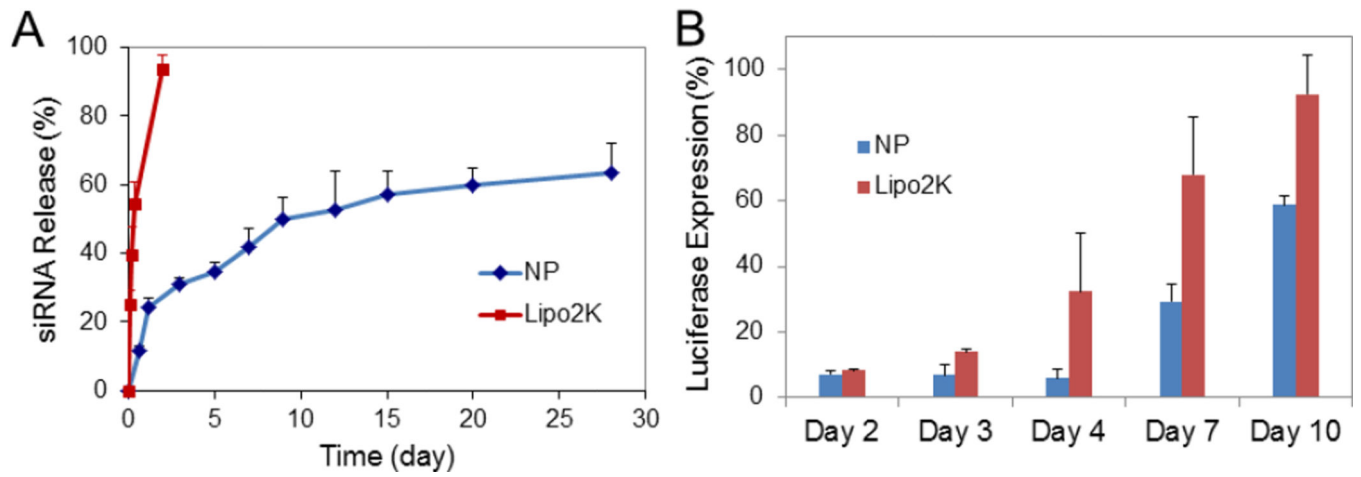 A
siRNA Release (%)
100
80
60
40
20
0
0 5 10 15 20 25 30
Time (day)
NP
Lipo2K
B
Luciferase Expression (%)
100
80
60
40
20
0
Day 2 Day 3 Day 4 Day 7 Day 10
NP
Lipo2K